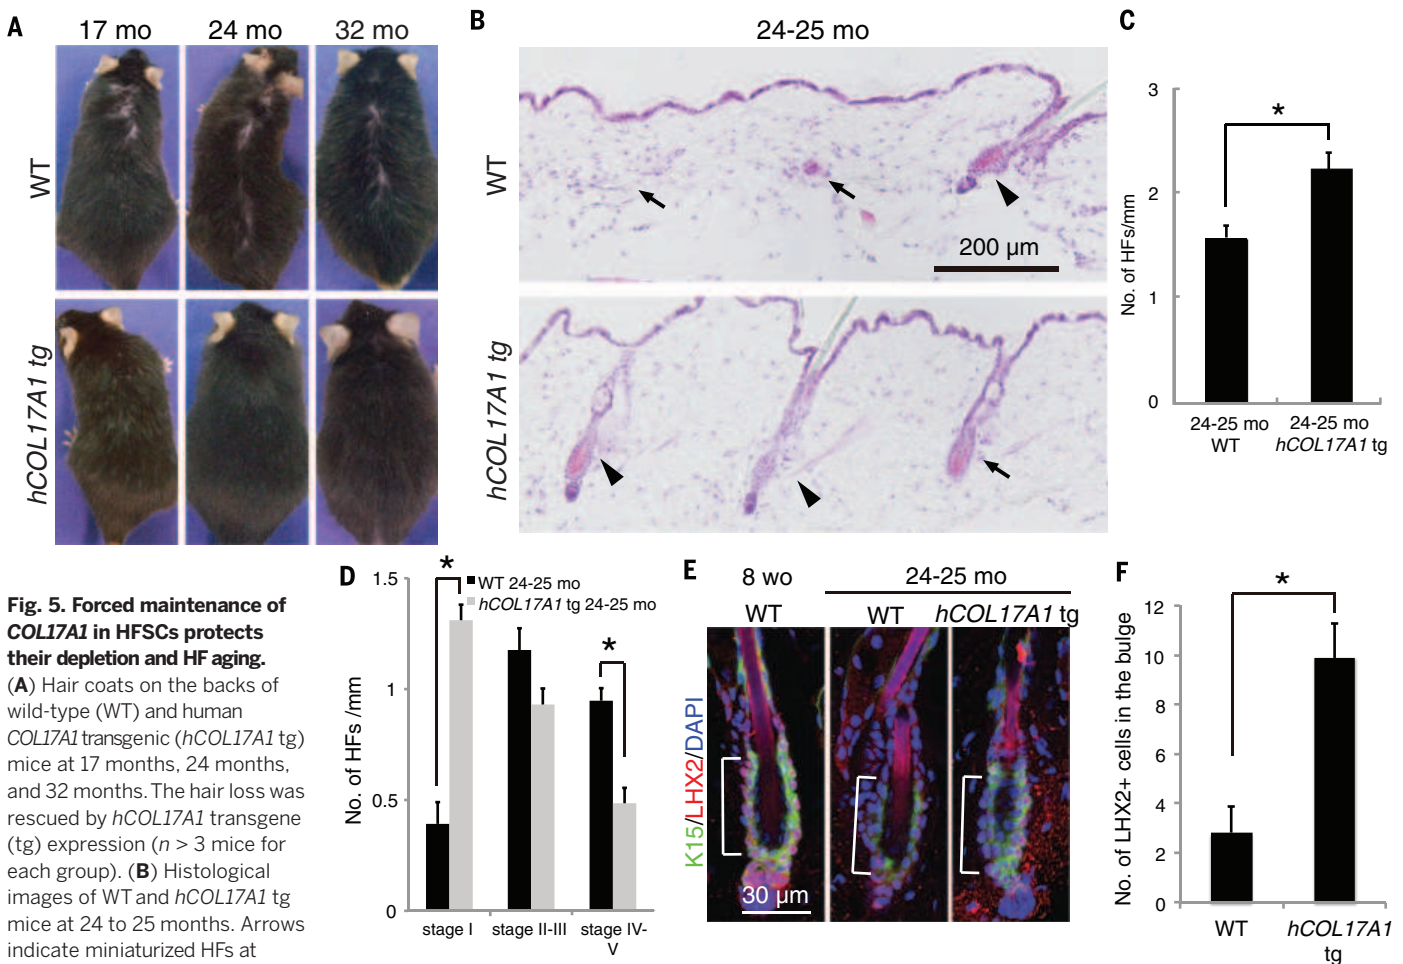 A
17 mo
24 mo
32 mo
WT
hCOL17A1 tg
B
24-25 mo
WT
200 µm
hCOL17A1 tg
C
No. of HFs/mm
3
2
1
0
24-25 mo
WT
24-25 mo
hCOL17A1 tg
*
Fig. 5. Forced maintenance of
COL17A1 in HFSCs protects
their depletion and HF aging.
(A) Hair coats on the backs of
wild-type (WT) and human
COL17A1 transgenic (hCOL17A1 tg)
mice at 17 months, 24 months,
and 32 months. The hair loss was
rescued by hCOL17A1 transgene
(tg) expression (n > 3 mice for
each group). (B) Histological
images of WT and hCOL17A1 tg
mice at 24 to 25 months. Arrows
indicate miniaturized HFs at
D
No. of HFs /mm
1.5
1
0.5
0
*
WT 24-25 mo
hCOL17A1 tg 24-25 mo
*
stage I
stage II-III
stage IV-
V
E
8 wo
24-25 mo
WT
WT
hCOL17A1 tg
K15/LHX2/DAPI
30 µm
F
No. of LHX2+ cells in the bulge
12
10
8
6
4
2
0
*
WT
hCOL17A1
tg